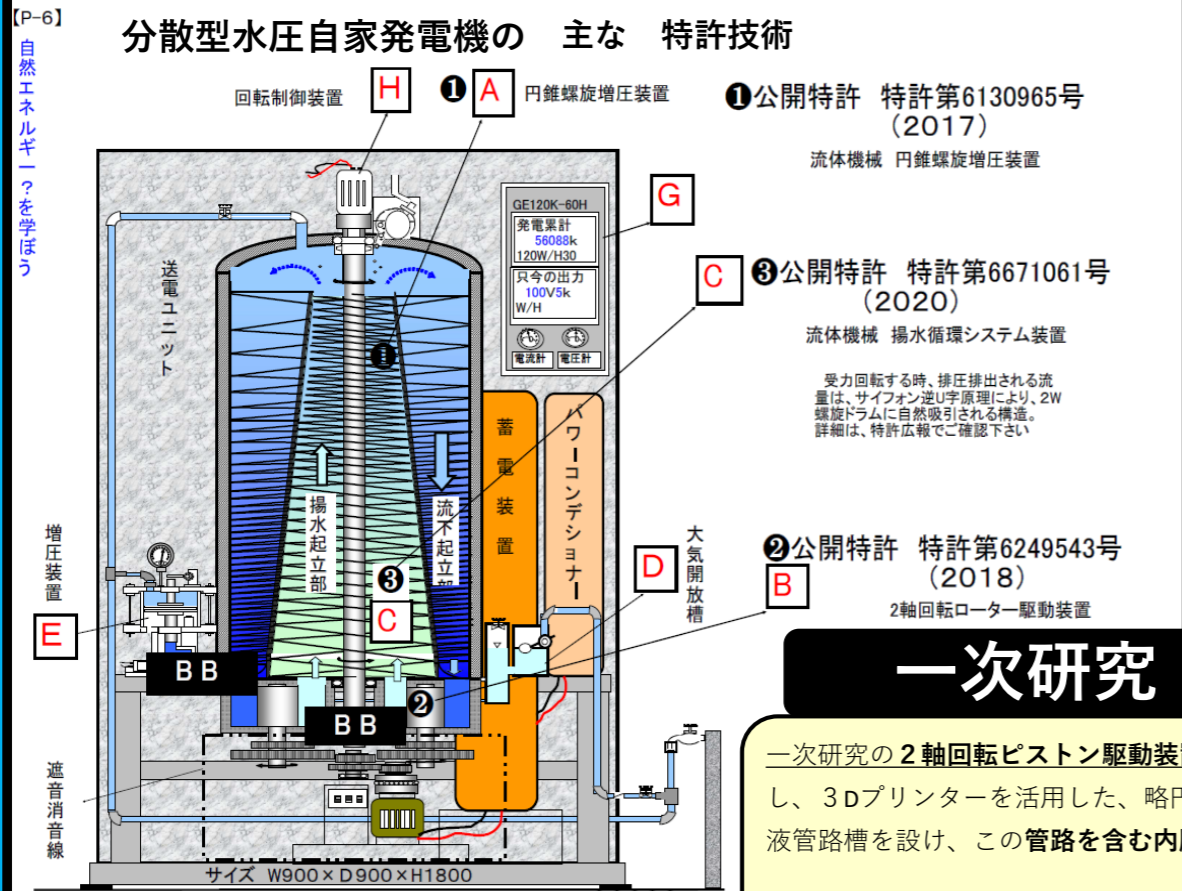 【P-6】
自然エネルギー?を学ぼう
分散型水圧自家発電機の 主な 特許技術
回転制御装置
H
❶
A
円錐螺旋増圧装置
❶公開特許 特許第6130965号
(2017)
流体機械 円錐螺旋増圧装置
G
GE120K-60H
発電累計
56088k
120W/H30
只今の出力
100V5k
W/H
電流計
電圧計
C
❸公開特許 特許第6671061号
(2020)
流体機械 揚水循環システム装置
受力回転する時、排圧排出される流
量は、サイフォン逆U字原理により、2W
螺旋ドラムに自然吸引される構造。
詳細は、特許広報でご確認下さい
送電ユニット
❶
蓄電装置
パワーコンデショナー
揚水起立部
流不起立部
❸
C
増圧装置
E
D
大気開放槽
❷公開特許 特許第6249543号
(2018)
B
2軸回転ローター駆動装置
BB
BB
❷
一次研究
一次研究の2軸回転ピストン駆動装
し、3Dプリンターを活用した、略円
液管路槽を設け、この管路を含む内
遮音消音線
サイズ W900×D900×H1800